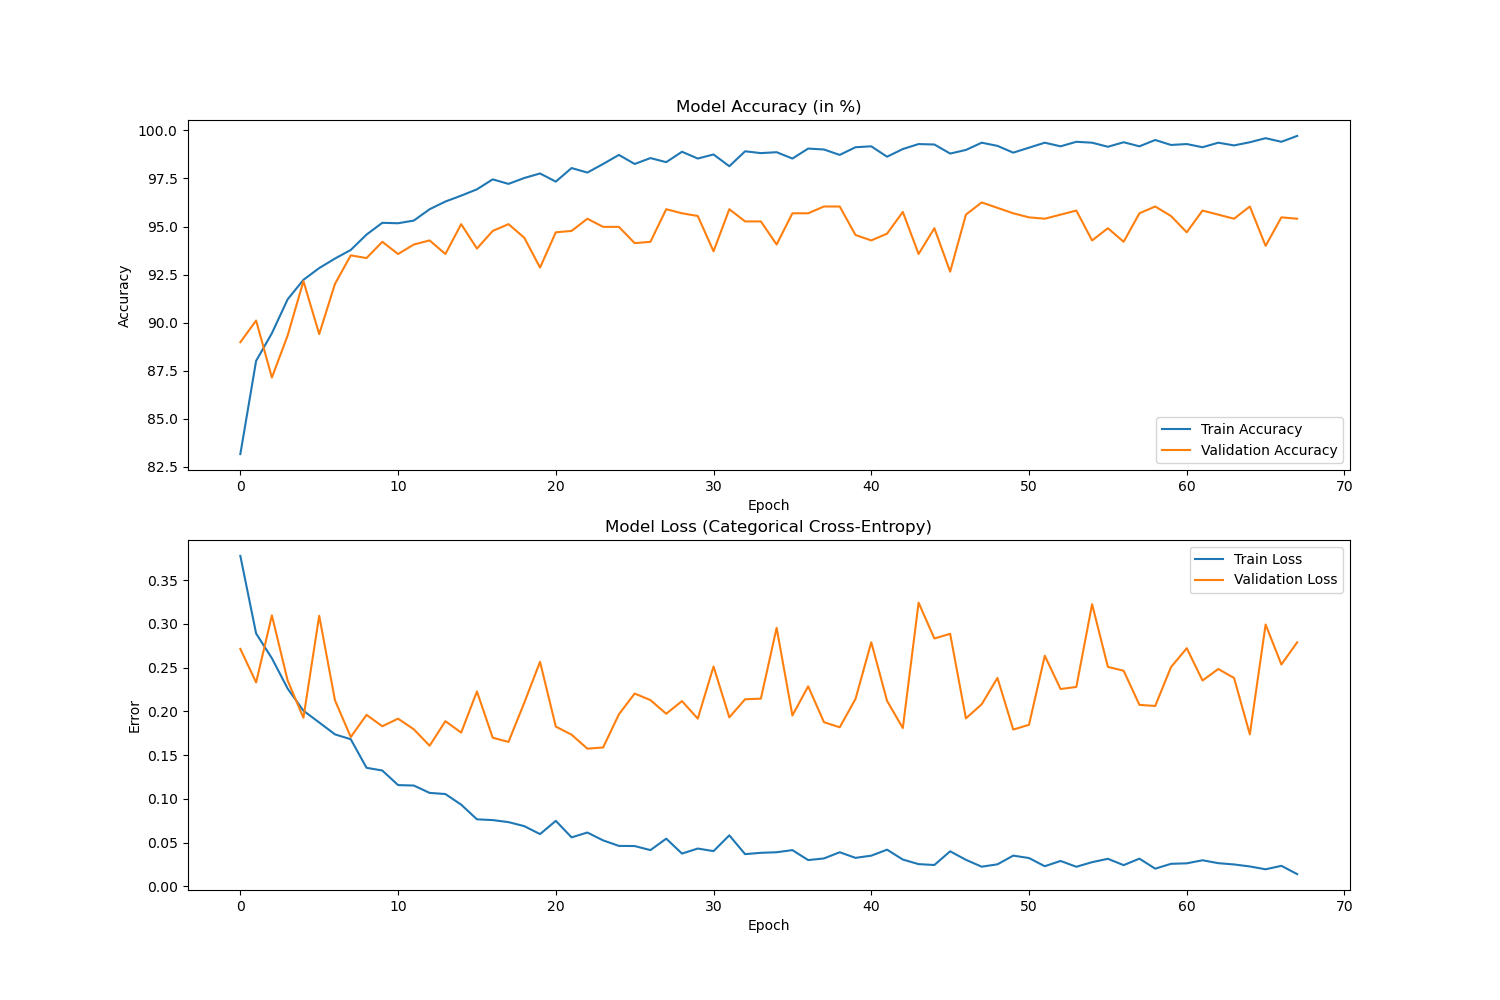 Model Accuracy (in %)
100.0
97.5
95.0
92.5
90.0
87.5
85.0
82.5
Accuracy
Train Accuracy
Validation Accuracy
0 10 20 30 40 50 60 70
Epoch
Model Loss (Categorical Cross-Entropy)
0.35
0.30
0.25
0.20
0.15
0.10
0.05
0.00
Error
Train Loss
Validation Loss
0 10 20 30 40 50 60 70
Epoch